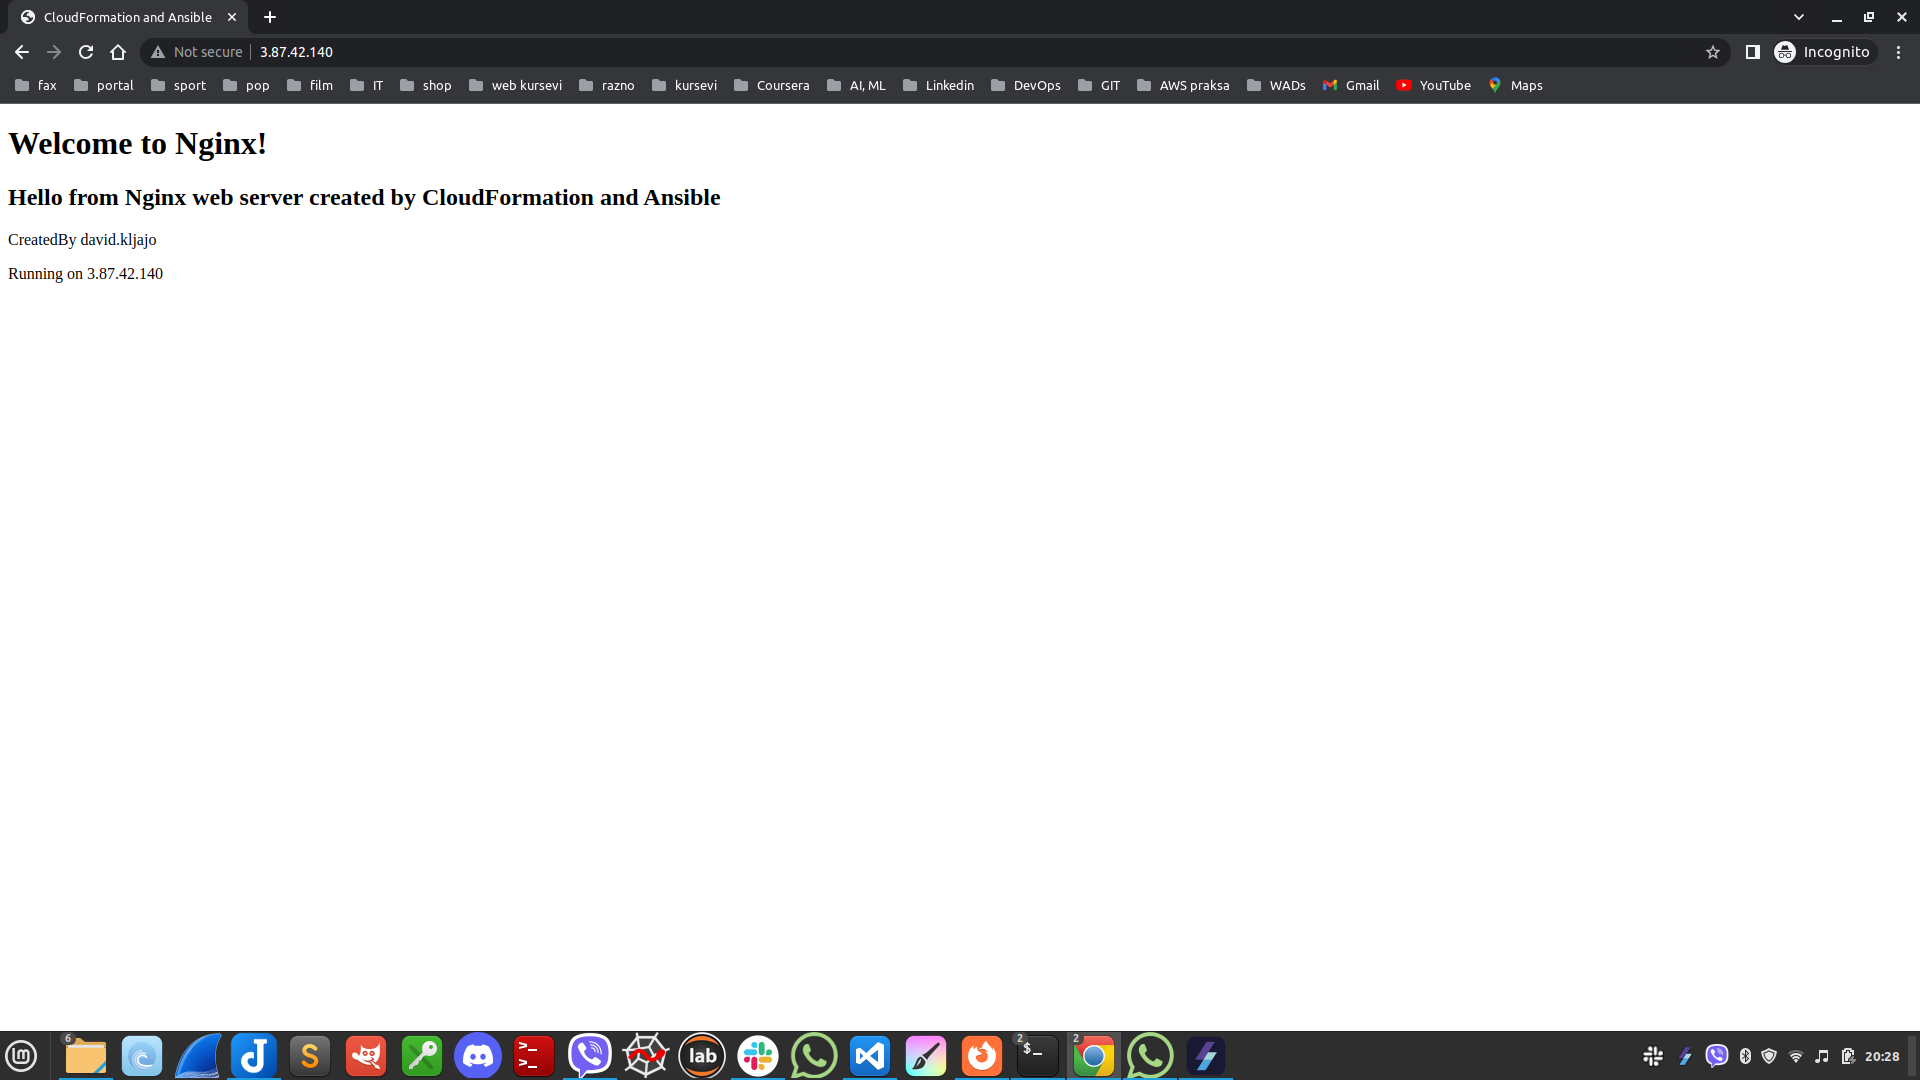 CloudFormation and Ansible
Not secure 3.87.42.140 Incognito
fax portal sport pop film IT shop web kursevi razno kursevi Coursera AI, ML Linkedin DevOps GIT AWS praksa WADs Gmail YouTube Maps
Welcome to Nginx!
Hello from Nginx web server created by CloudFormation and Ansible
CreatedBy david.kljajo
Running on 3.87.42.140
6 lab 2 $_ 2 20:28